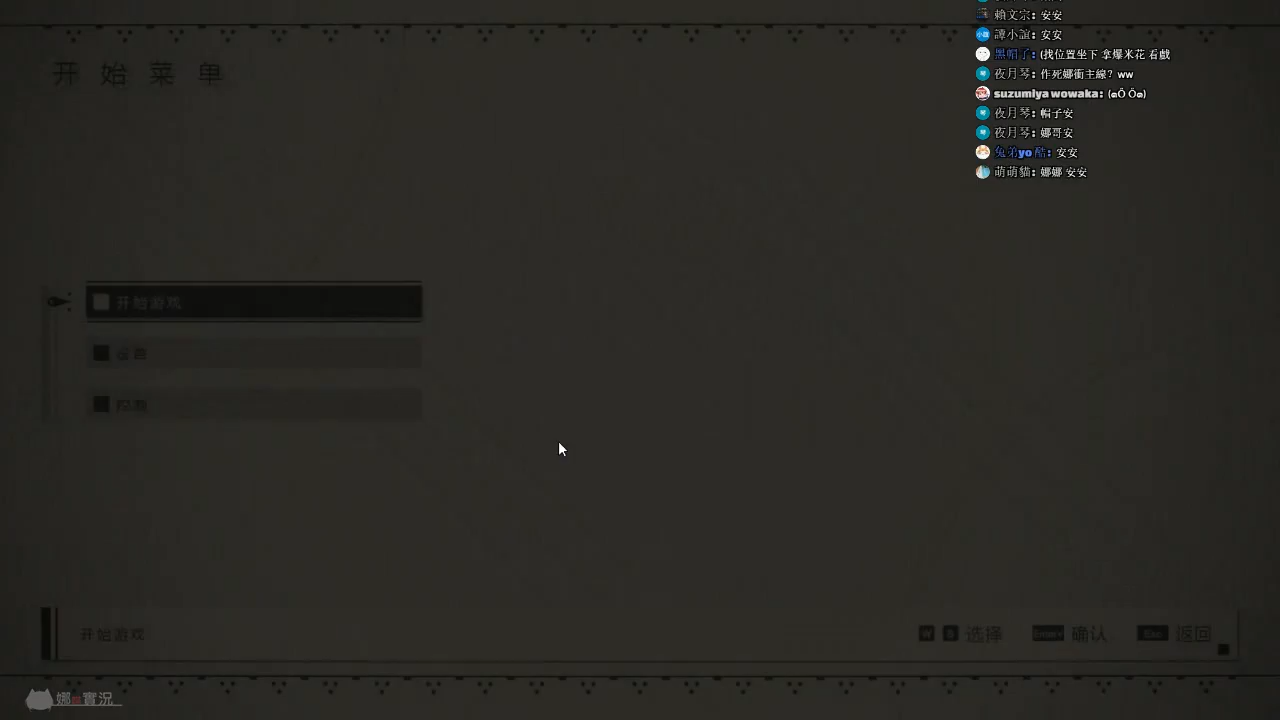 開始菜单
开始游戏
设置
賴文宗: 安安
譚小誼: 安安
黑帽子: (找位置坐下 拿爆米花 看戲
夜月琴: 作死娜衝主線? ww
suzumiya wowaka: (๑Ó Ò๑)
夜月琴: 帽子安
夜月琴: 娜哥安
兔弟yo酷: 安安
萌萌貓: 娜娜 安安
开始游戏
W S 选择 Enter 确认 Esc 返回
娜 實況